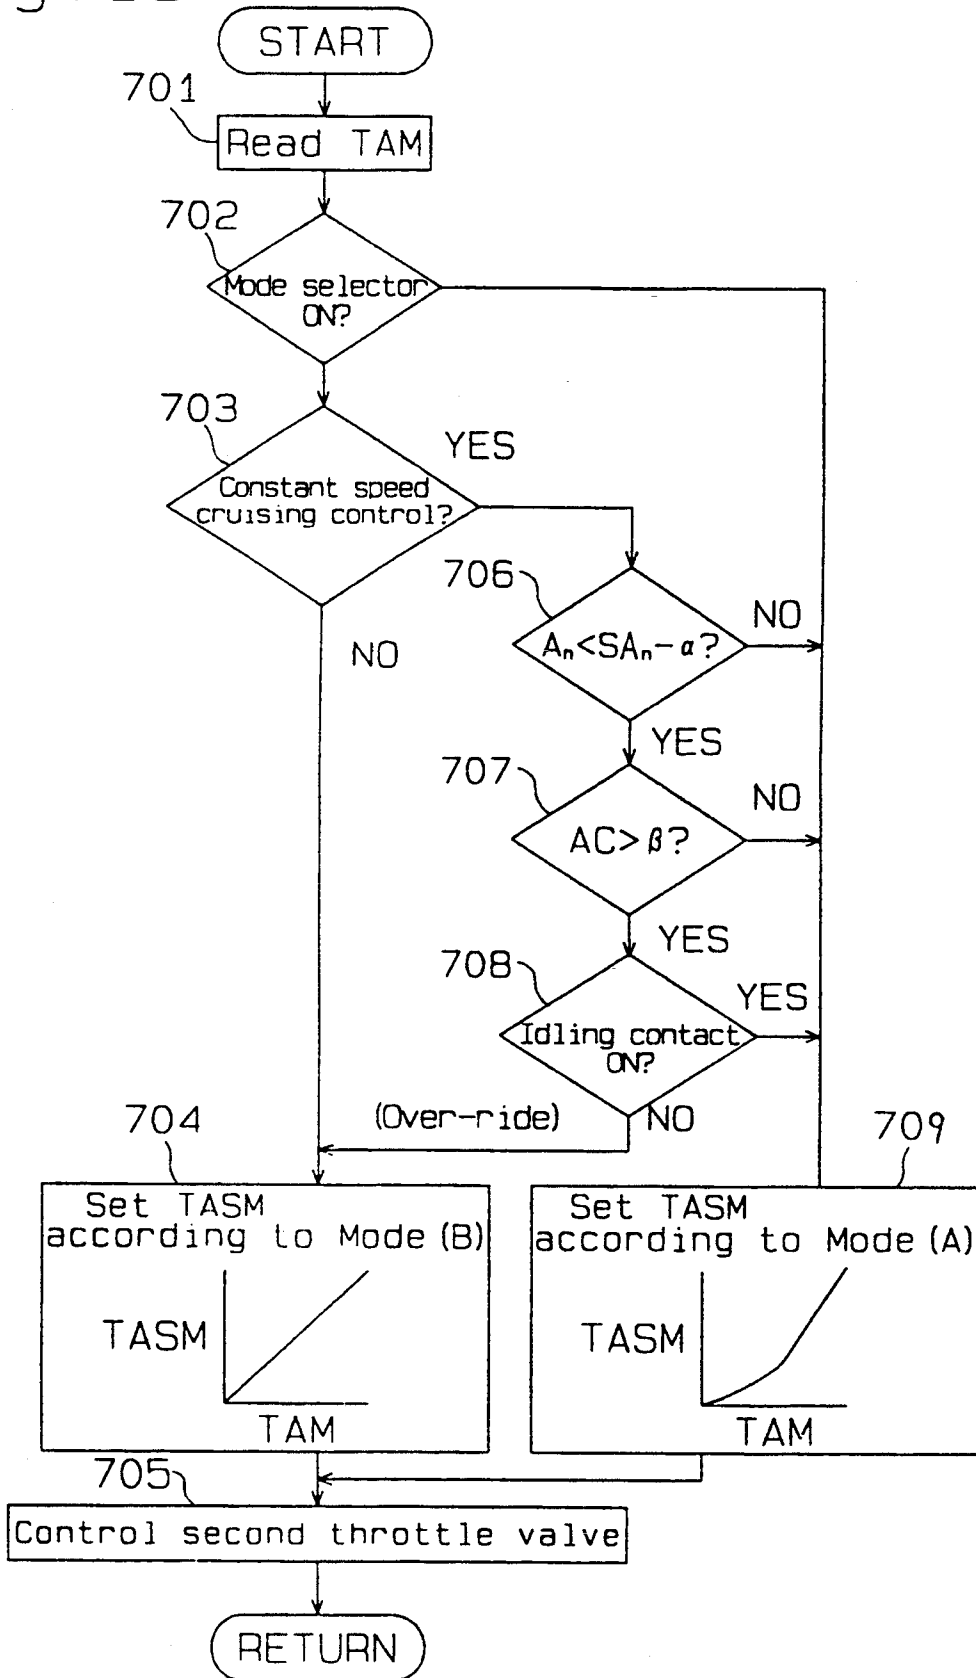 START
701
Read TAM
702
Mode selector
ON?
703
YES
Constant speed
cruising control?
706
NO
NO
Aₙ<SAₙ-α?
YES
707
NO
AC>β?
YES
708
YES
Idling contact
ON?
(Over-ride)
NO
704
709
Set TASM
according to Mode (B)
TASM
TAM
Set TASM
according to Mode (A)
TASM
TAM
705
Control second throttle valve
RETURN